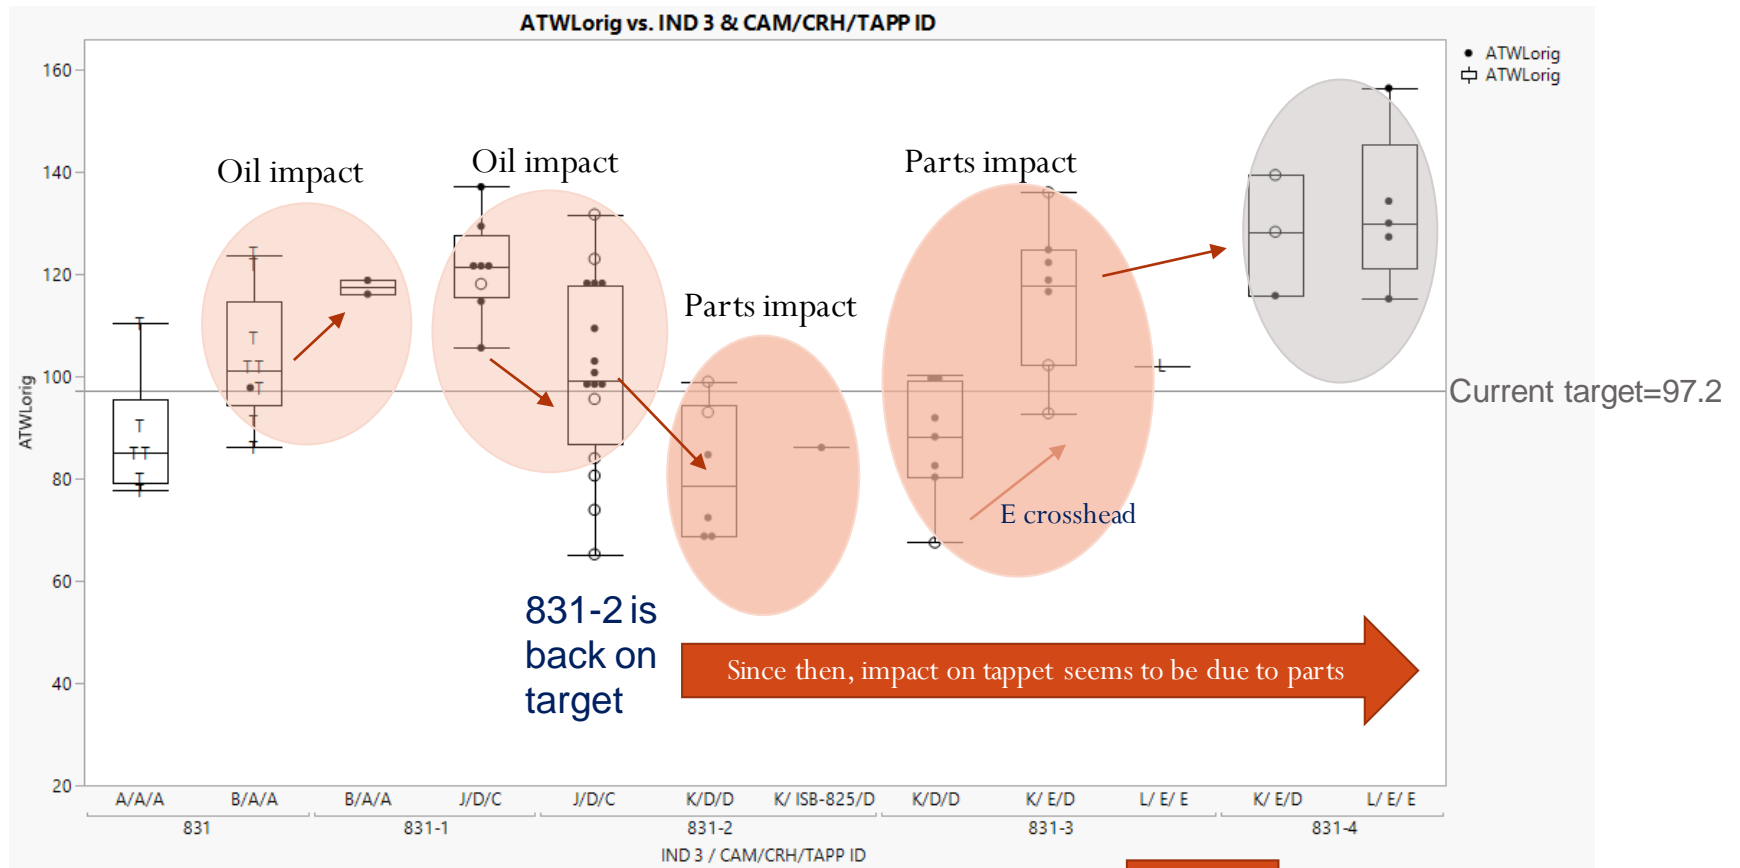 ATWLorig vs. IND 3 & CAM/CRH/TAPP ID
ATWLorig
ATWLorig
160
140
120
100
80
60
40
20
ATWLorig
Oil impact
Oil impact
Parts impact
Parts impact
E crosshead
Current target=97.2
831-2 is
back on
target
Since then, impact on tappet seems to be due to parts
T
T
TT
T
T
T
T
T
T
TT
T
T
T
L
A/A/A B/A/A B/A/A J/D/C J/D/C K/D/D K/ ISB-825/D K/D/D K/ E/D L/ E/ E K/ E/D L/ E/ E
831 831-1 831-2 831-3 831-4
IND 3 / CAM/CRH/TAPP ID